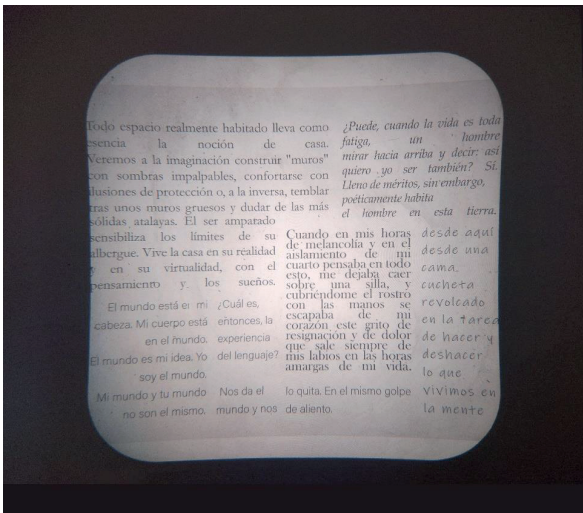 Todo espacio realmente habitado lleva como
esencia la noción de casa.
Veremos a la imaginación construir "muros"
con sombras impalpables, confortarse con
ilusiones de protección o, a la inversa, temblar
tras unos muros gruesos y dudar de las más
sólidas atalayas. El ser amparado
sensibiliza los límites de su
albergue. Vive la casa en su realidad
y en su virtualidad, con el
pensamiento y los sueños.
¿Puede, cuando la vida es toda
fatiga, un hombre
mirar hacia arriba y decir: así
quiero yo ser también? Sí.
Lleno de méritos, sin embargo,
poéticamente habita
el hombre en esta tierra.
Cuando en mis horas
de melancolía y en el
aislamiento de mi
cuarto pensaba en todo
esto, me dejaba caer
sobre una silla, y
cubriéndome el rostro
con las manos se
escapaba de mi
corazón este grito de
resignación y de dolor
que sale siempre de
mis labios en las horas
amargas de mi vida.
desde aquí
desde una
cama.
cucheta
revolcado
en la tarea
de hacer y
deshacer
lo que
vivimos en
la mente
El mundo está en mi
cabeza. Mi cuerpo está
en el mundo.
El mundo es mi idea. Yo
soy el mundo.
Mi mundo y tu mundo
no son el mismo.
¿Cuál es,
entonces, la
experiencia
del lenguaje?
Nos da el
mundo y nos
lo quita. En el mismo golpe
de aliento.